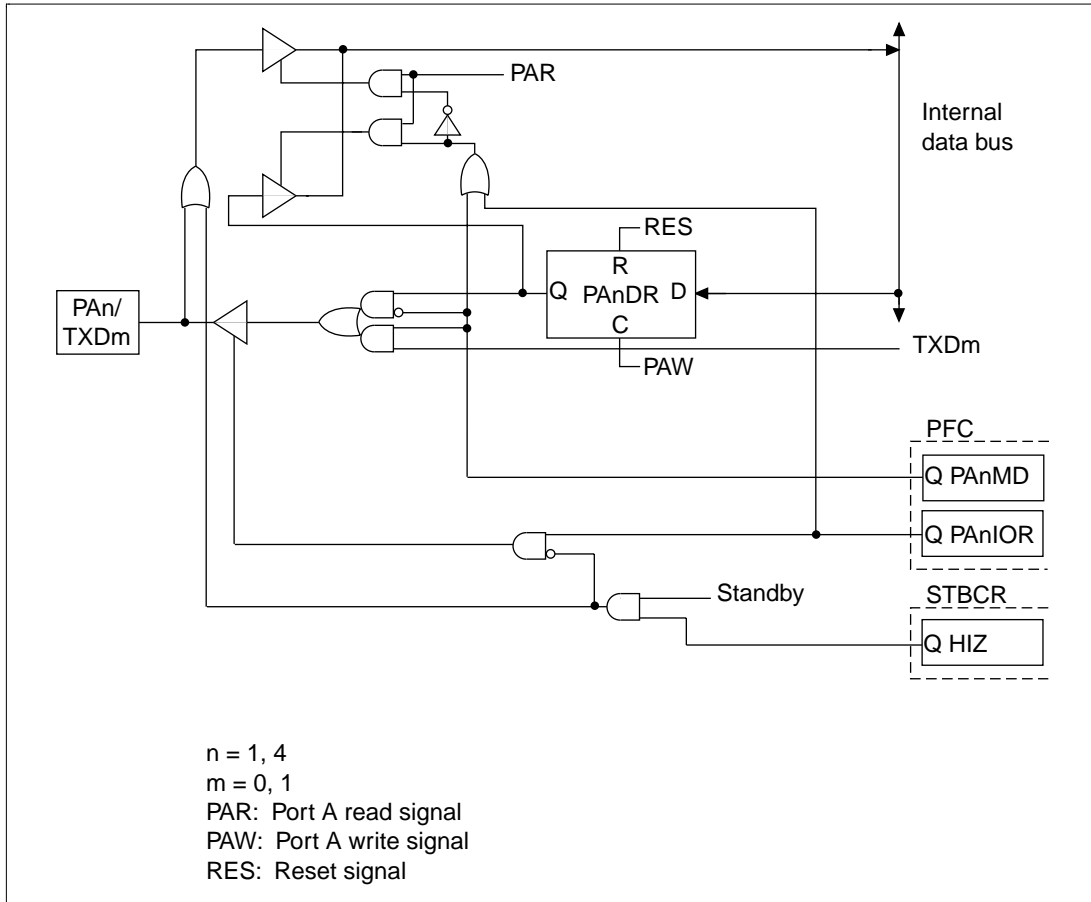 PAR
Internal
data bus
RES
R
Q PAnDR D
C
PAW
PAn/
TXDm
TXDm
PFC
Q PAnMD
Q PAnIOR
STBCR
Standby
Q HIZ
n = 1, 4
m = 0, 1
PAR: Port A read signal
PAW: Port A write signal
RES: Reset signal